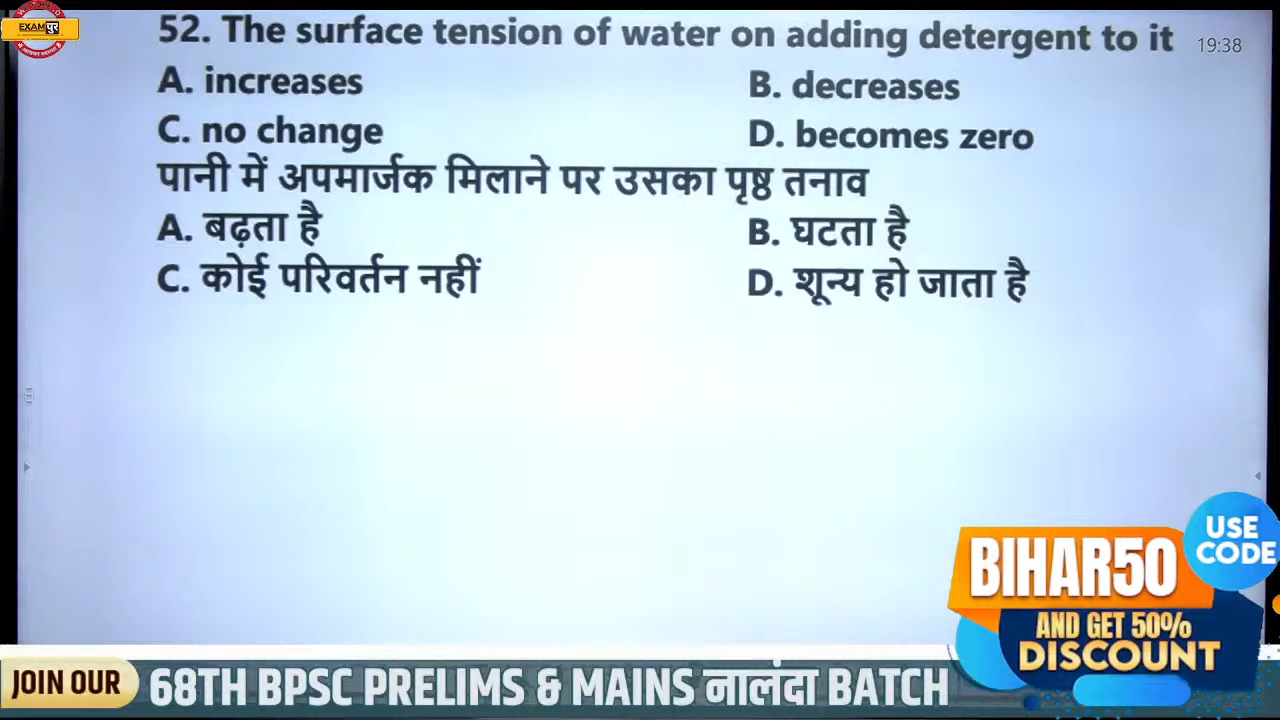 EXAMपुर
52. The surface tension of water on adding detergent to it
19:38
A. increases
B. decreases
C. no change
D. becomes zero
पानी में अपमार्जक मिलाने पर उसका पृष्ठ तनाव
A. बढ़ता है
B. घटता है
C. कोई परिवर्तन नहीं
D. शून्य हो जाता है
USE
CODE
BIHAR50
AND GET 50%
DISCOUNT
JOIN OUR
68TH BPSC PRELIMS & MAINS नालंदा BATCH